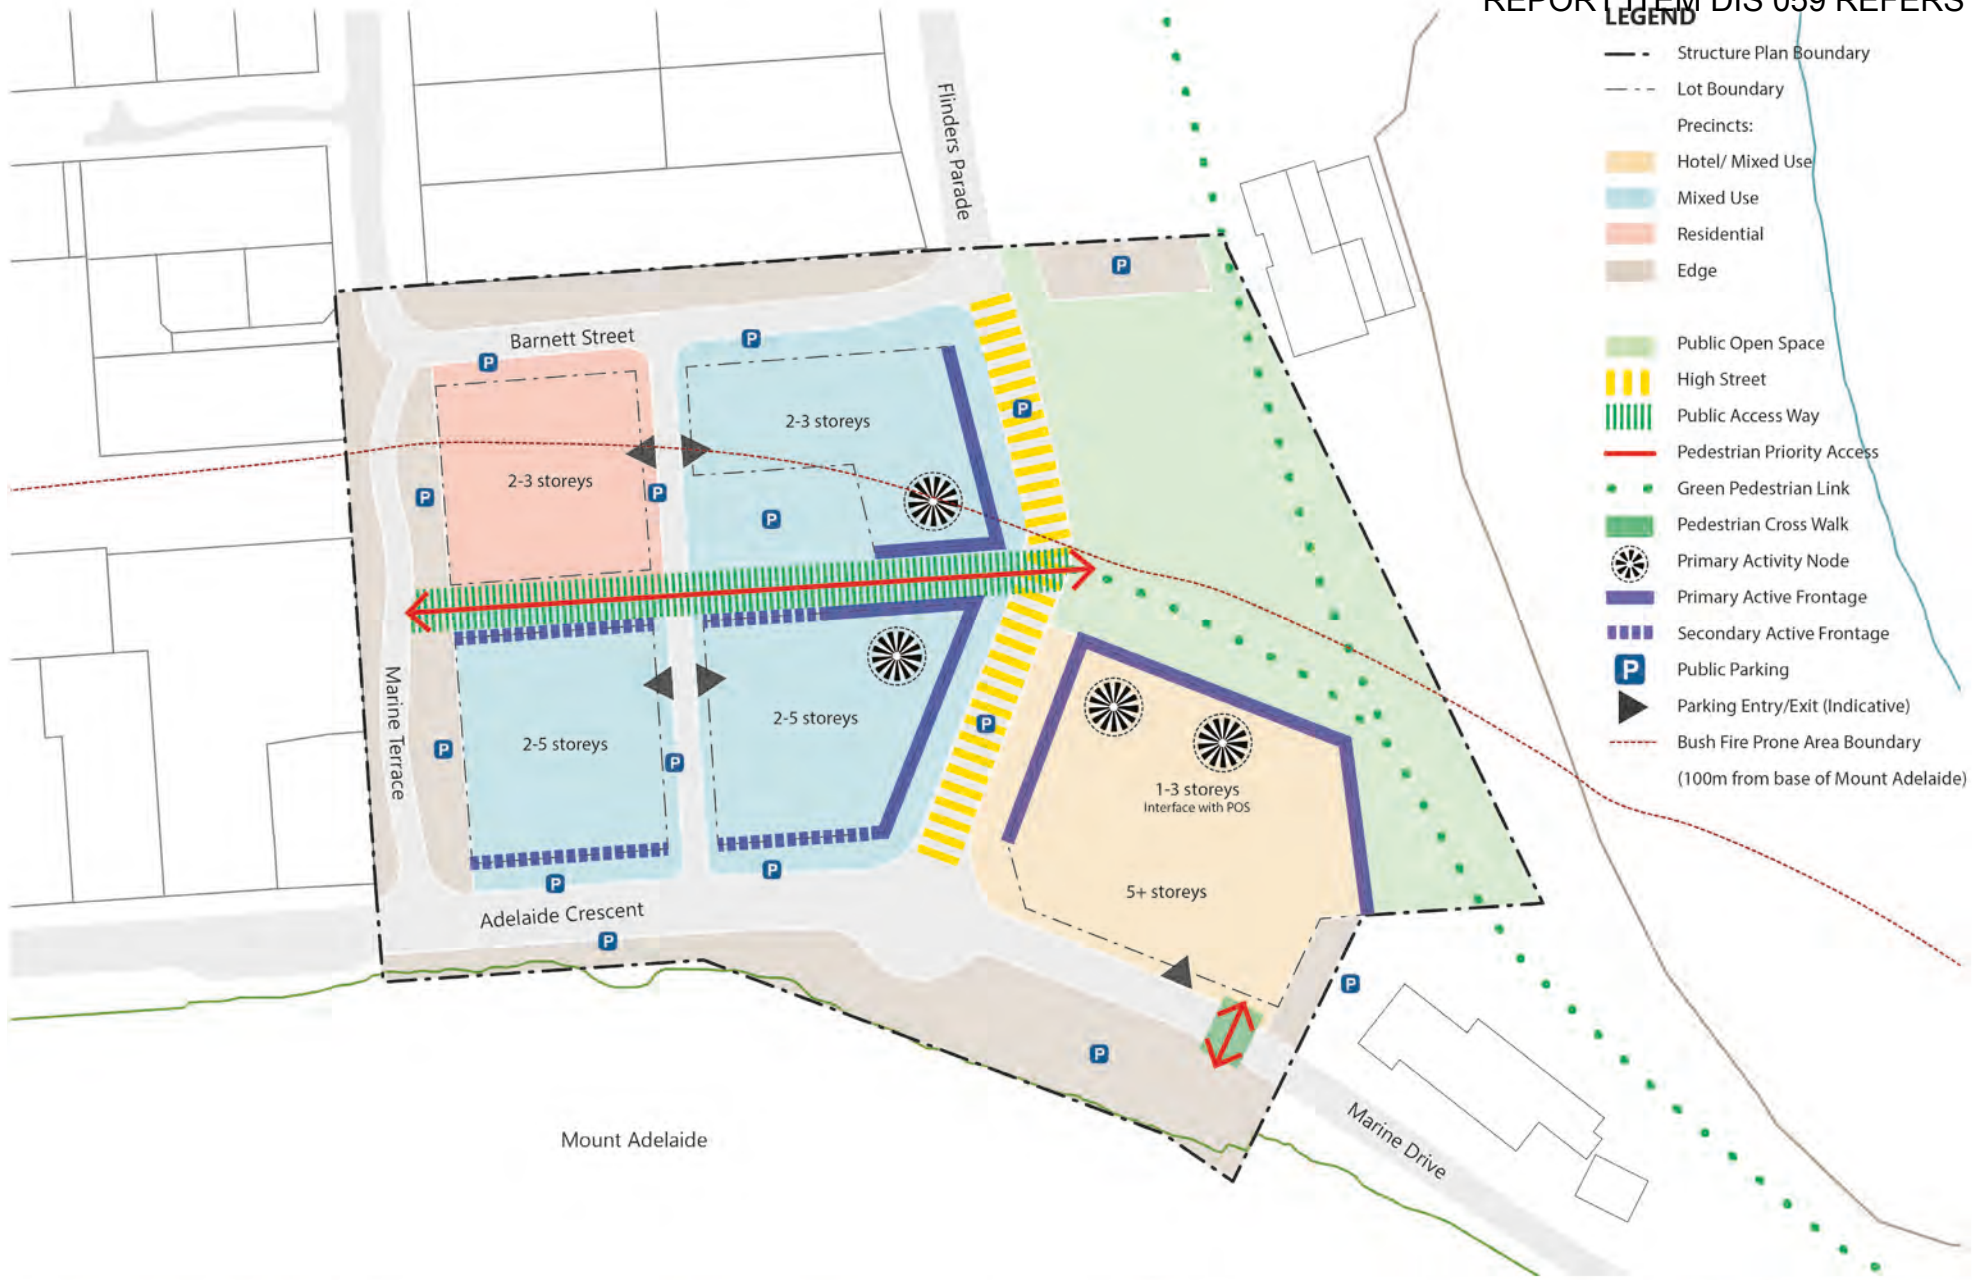 REPORT ITEM DIS 059 REFERS
LEGEND
Structure Plan Boundary
Lot Boundary
Precincts:
Hotel/ Mixed Use
Mixed Use
Residential
Edge
Public Open Space
High Street
Public Access Way
Pedestrian Priority Access
Green Pedestrian Link
Pedestrian Cross Walk
Primary Activity Node
Primary Active Frontage
Secondary Active Frontage
P
Public Parking
Parking Entry/Exit (Indicative)
Bush Fire Prone Area Boundary
(100m from base of Mount Adelaide)
Flinders Parade
P
Barnett Street
P
P
2-3 storeys
P
2-3 storeys
P
P
P
Marine Terrace
2-5 storeys
P
P
2-5 storeys
P
P
1-3 storeys
Interface with POS
5+ storeys
P
P
Adelaide Crescent
P
P
P
Mount Adelaide
Marine Drive